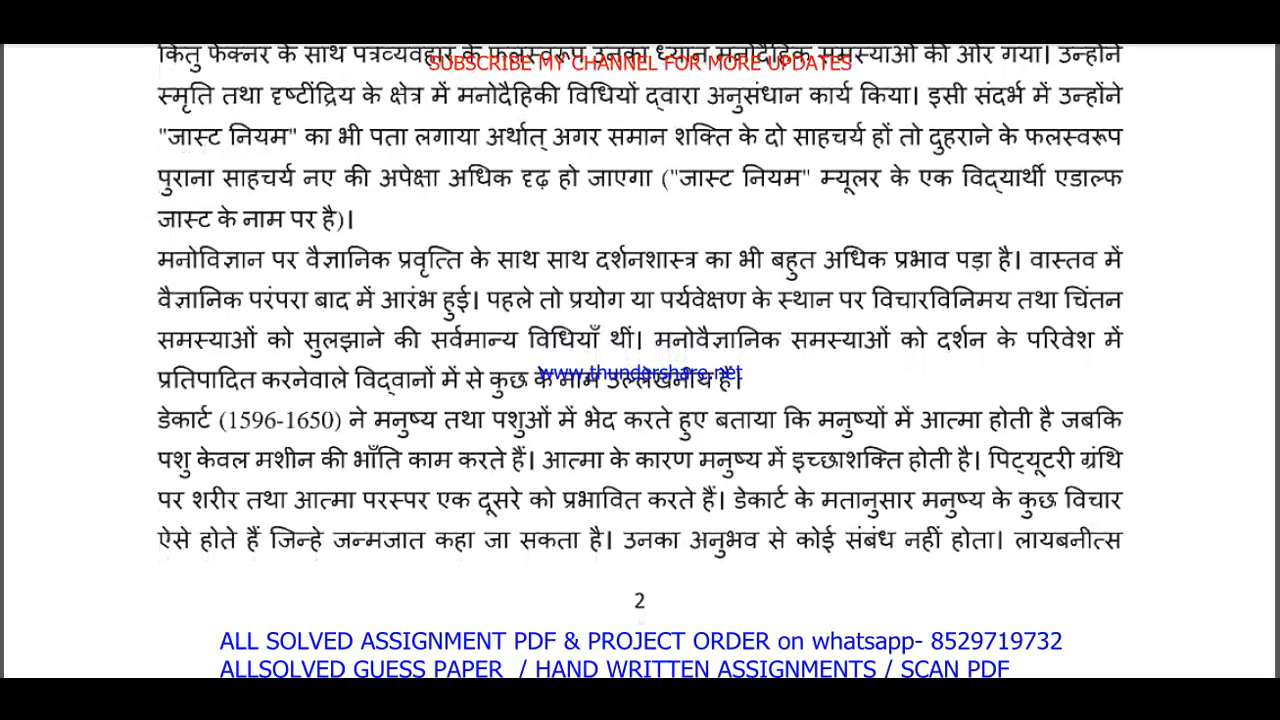 किंतु फेक्नर के साथ पत्रव्यवहार के फलस्वरूप उनका ध्यान मनोदैहिक समस्याओं की ओर गया। उन्होंने
SUBSCRIBE MY CHANNEL FOR MORE UPDATES
स्मृति तथा दृष्टींद्रिय के क्षेत्र में मनोदैहिकी विधियों द्वारा अनुसंधान कार्य किया। इसी संदर्भ में उन्होंने
"जास्ट नियम" का भी पता लगाया अर्थात् अगर समान शक्ति के दो साहचर्य हों तो दुहराने के फलस्वरूप
पुराना साहचर्य नए की अपेक्षा अधिक दृढ़ हो जाएगा ("जास्ट नियम" म्यूलर के एक विद्यार्थी एडाल्फ
जास्ट के नाम पर है)।
मनोविज्ञान पर वैज्ञानिक प्रवृत्ति के साथ साथ दर्शनशास्त्र का भी बहुत अधिक प्रभाव पड़ा है। वास्तव में
वैज्ञानिक परंपरा बाद में आरंभ हुई। पहले तो प्रयोग या पर्यवेक्षण के स्थान पर विचारविनिमय तथा चिंतन
समस्याओं को सुलझाने की सर्वमान्य विधियाँ थीं। मनोवैज्ञानिक समस्याओं को दर्शन के परिवेश में
प्रतिपादित करनेवाले विद्वानों में से कुछ के नाम उल्लेखनीय हैं।
www.thundarshare.net
डेकार्ट (1596-1650) ने मनुष्य तथा पशुओं में भेद करते हुए बताया कि मनुष्यों में आत्मा होती है जबकि
पशु केवल मशीन की भाँति काम करते हैं। आत्मा के कारण मनुष्य में इच्छाशक्ति होती है। पिट्यूटरी ग्रंथि
पर शरीर तथा आत्मा परस्पर एक दूसरे को प्रभावित करते हैं। डेकार्ट के मतानुसार मनुष्य के कुछ विचार
ऐसे होते हैं जिन्हे जन्मजात कहा जा सकता है। उनका अनुभव से कोई संबंध नहीं होता। लायबनीत्स
2
ALL SOLVED ASSIGNMENT PDF & PROJECT ORDER on whatsapp- 8529719732
ALLSOLVED GUESS PAPER / HAND WRITTEN ASSIGNMENTS / SCAN PDF